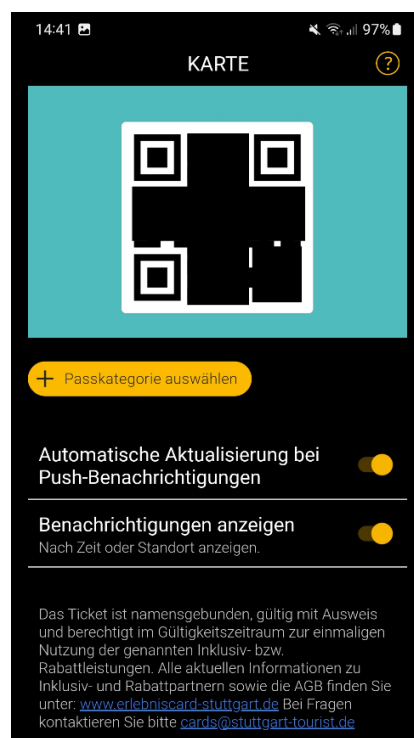 14:41 97%
KARTE ?
+ Passkategorie auswählen
Automatische Aktualisierung bei
Push-Benachrichtigungen
Benachrichtigungen anzeigen
Nach Zeit oder Standort anzeigen.
Das Ticket ist namensgebunden, gültig mit Ausweis
und berechtigt im Gültigkeitszeitraum zur einmaligen
Nutzung der genannten Inklusiv- bzw.
Rabattleistungen. Alle aktuellen Informationen zu
Inklusiv- und Rabattpartnern sowie die AGB finden Sie
unter: www.erlebniscard-stuttgart.de Bei Fragen
kontaktieren Sie bitte cards@stuttgart-tourist.de